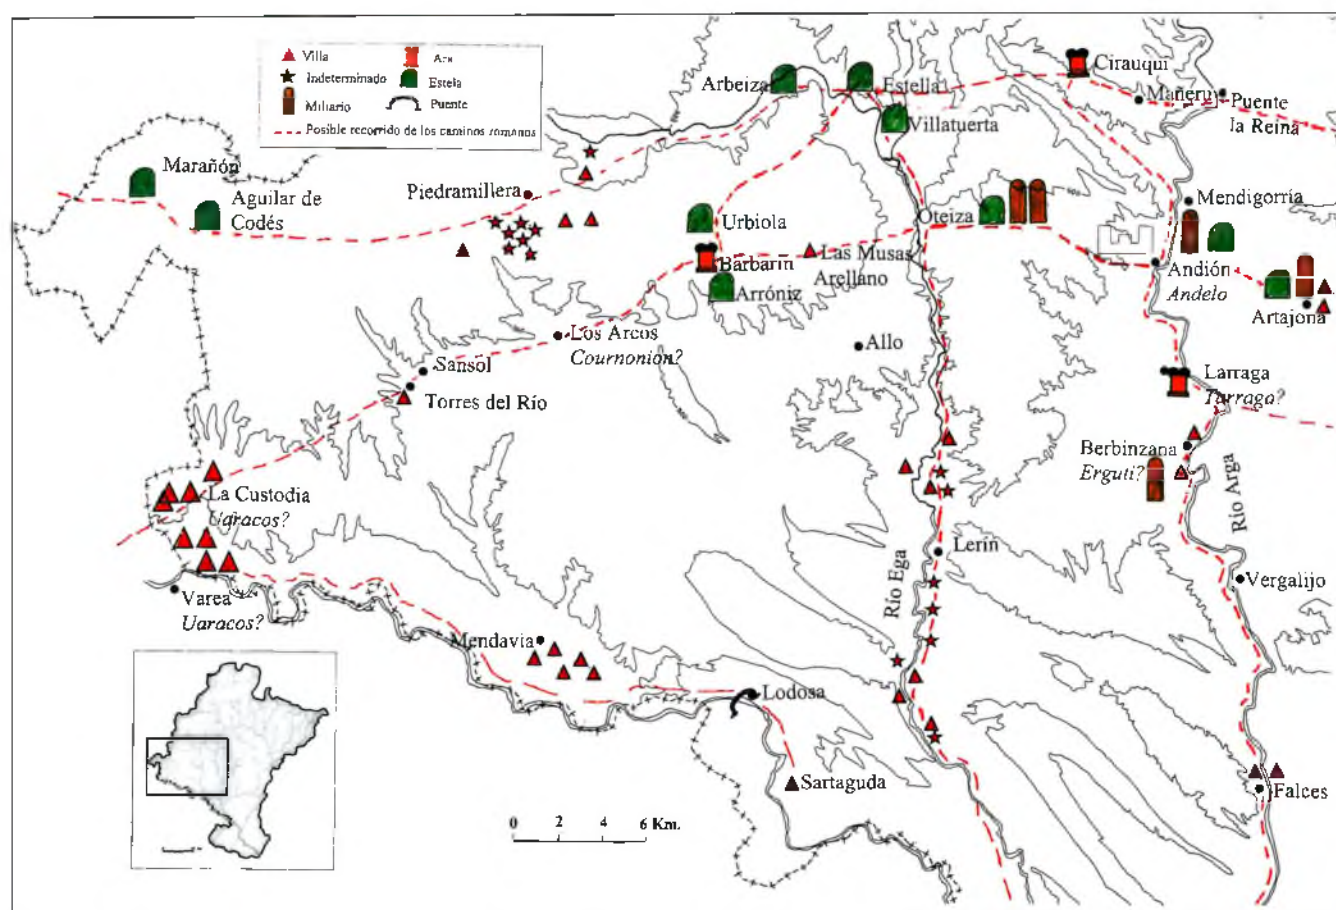 Villa
Ara
Indeterminado
Estela
Miliario
Puente
Posible recorrido de los caminos romanos
Arbeiza
Estella
Villatuerta
Cirauqui
Mañeru
Puente
la Reina
Marañón
Aguilar de
Codés
Piedramillera
Urbiola
Oteiza
Mendigorría
Barbarin
Arróniz
Las Musas
Arellano
Andión
Andelo
Artajona
Los Arcos
Cournonion?
Allo
Sansol
Torres del Río
Larraga
Tarraga?
Berbinzana
Erguti?
La Custodia
Uaracos?
Río Arga
Lerín
Río Ega
Vergalijo
Varea
Uaracos?
Mendavia
Lodosa
Sartaguda
Falces
0 2 4 6 Km.